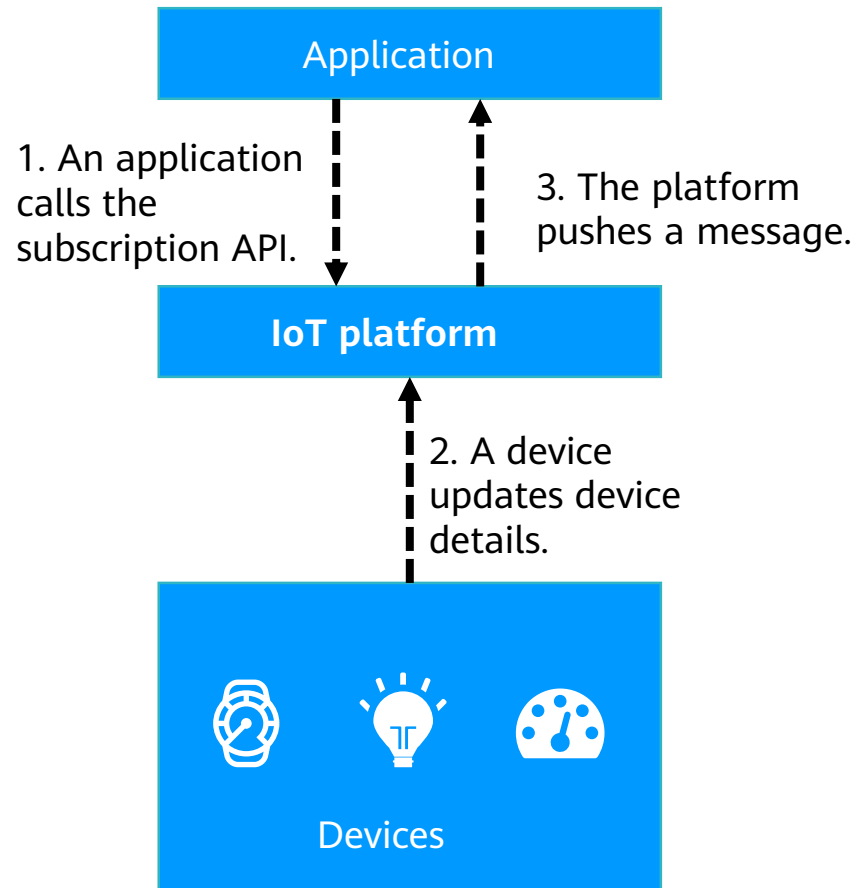 Application
1. An application
calls the
subscription API.
3. The platform
pushes a message.
IoT platform
2. A device
updates device
details.
Devices